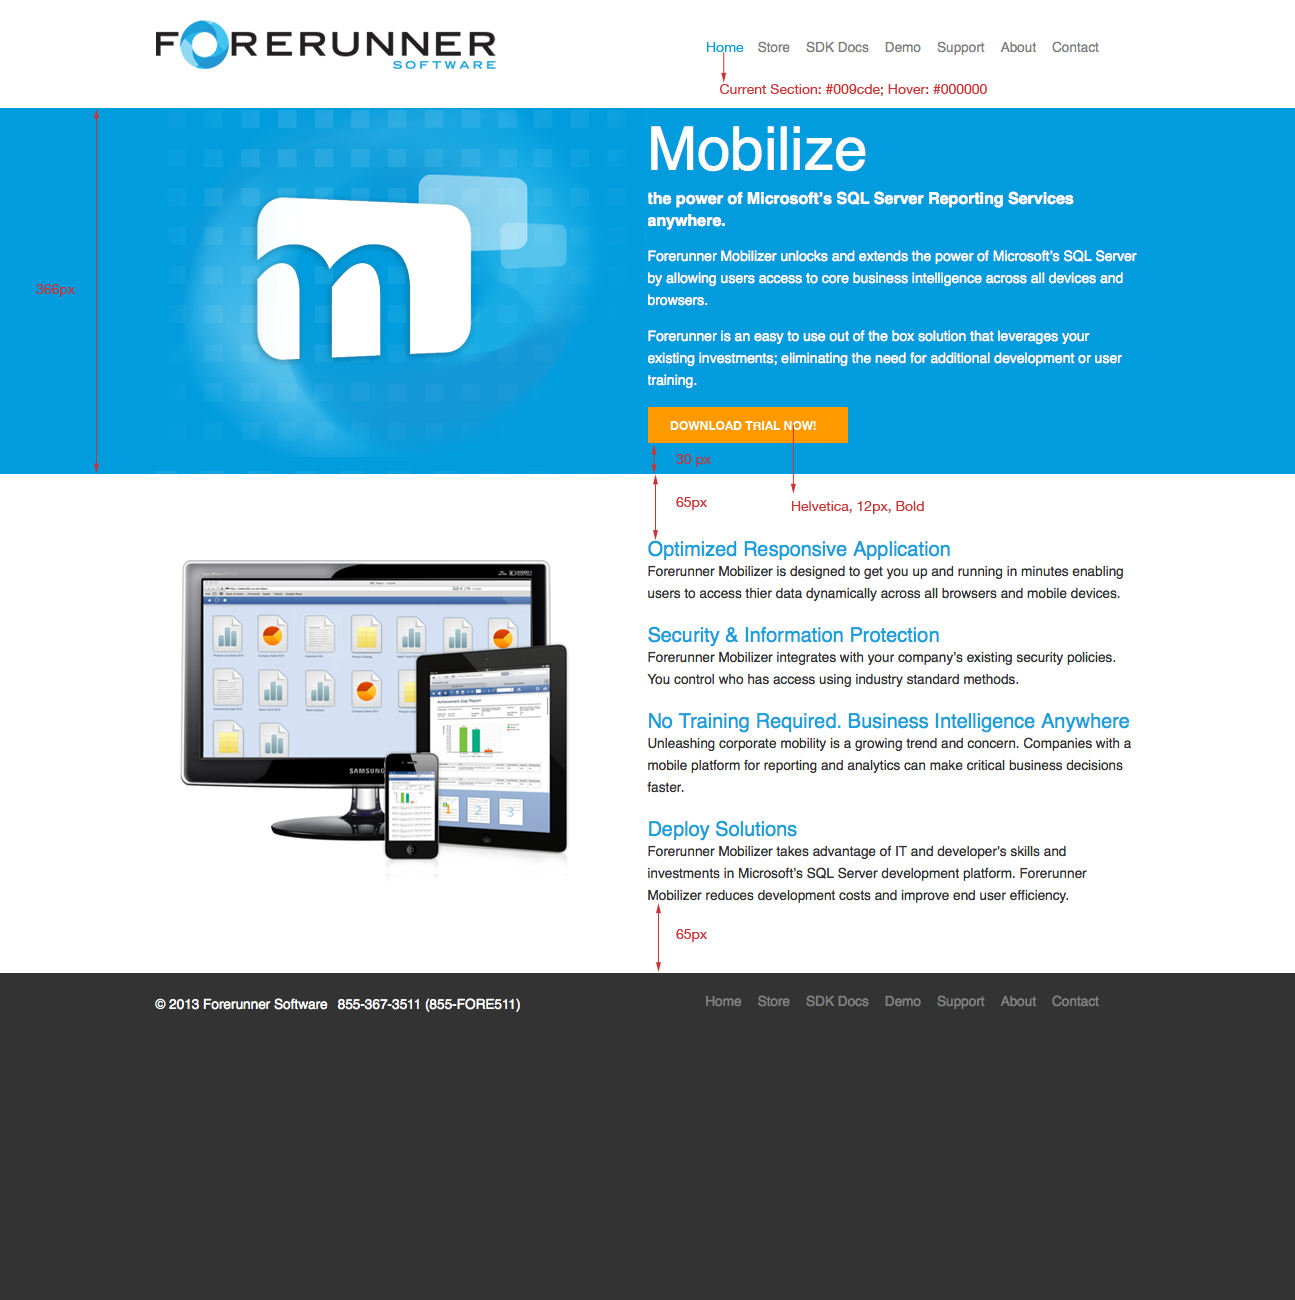 FORERUNNER
SOFTWARE
Home Store SDK Docs Demo Support About Contact
Current Section: #009cde; Hover: #000000
Mobilize
the power of Microsoft's SQL Server Reporting Services
anywhere.
Forerunner Mobilizer unlocks and extends the power of Microsoft's SQL Server
by allowing users access to core business intelligence across all devices and
browsers.
366px
Forerunner is an easy to use out of the box solution that leverages your
existing investments; eliminating the need for additional development or user
training.
DOWNLOAD TRIAL NOW!
30 px
65px
Helvetica, 12px, Bold
Optimized Responsive Application
Forerunner Mobilizer is designed to get you up and running in minutes enabling
users to access thier data dynamically across all browsers and mobile devices.
Security & Information Protection
Forerunner Mobilizer integrates with your company's existing security policies.
You control who has access using industry standard methods.
No Training Required. Business Intelligence Anywhere
Unleashing corporate mobility is a growing trend and concern. Companies with a
mobile platform for reporting and analytics can make critical business decisions
faster.
Deploy Solutions
Forerunner Mobilizer takes advantage of IT and developer's skills and
investments in Microsoft's SQL Server development platform. Forerunner
Mobilizer reduces development costs and improve end user efficiency.
SAMSUNG
Achievement Gap Report
1 2 3
65px
© 2013 Forerunner Software 855-367-3511 (855-FORE511)
Home Store SDK Docs Demo Support About Contact